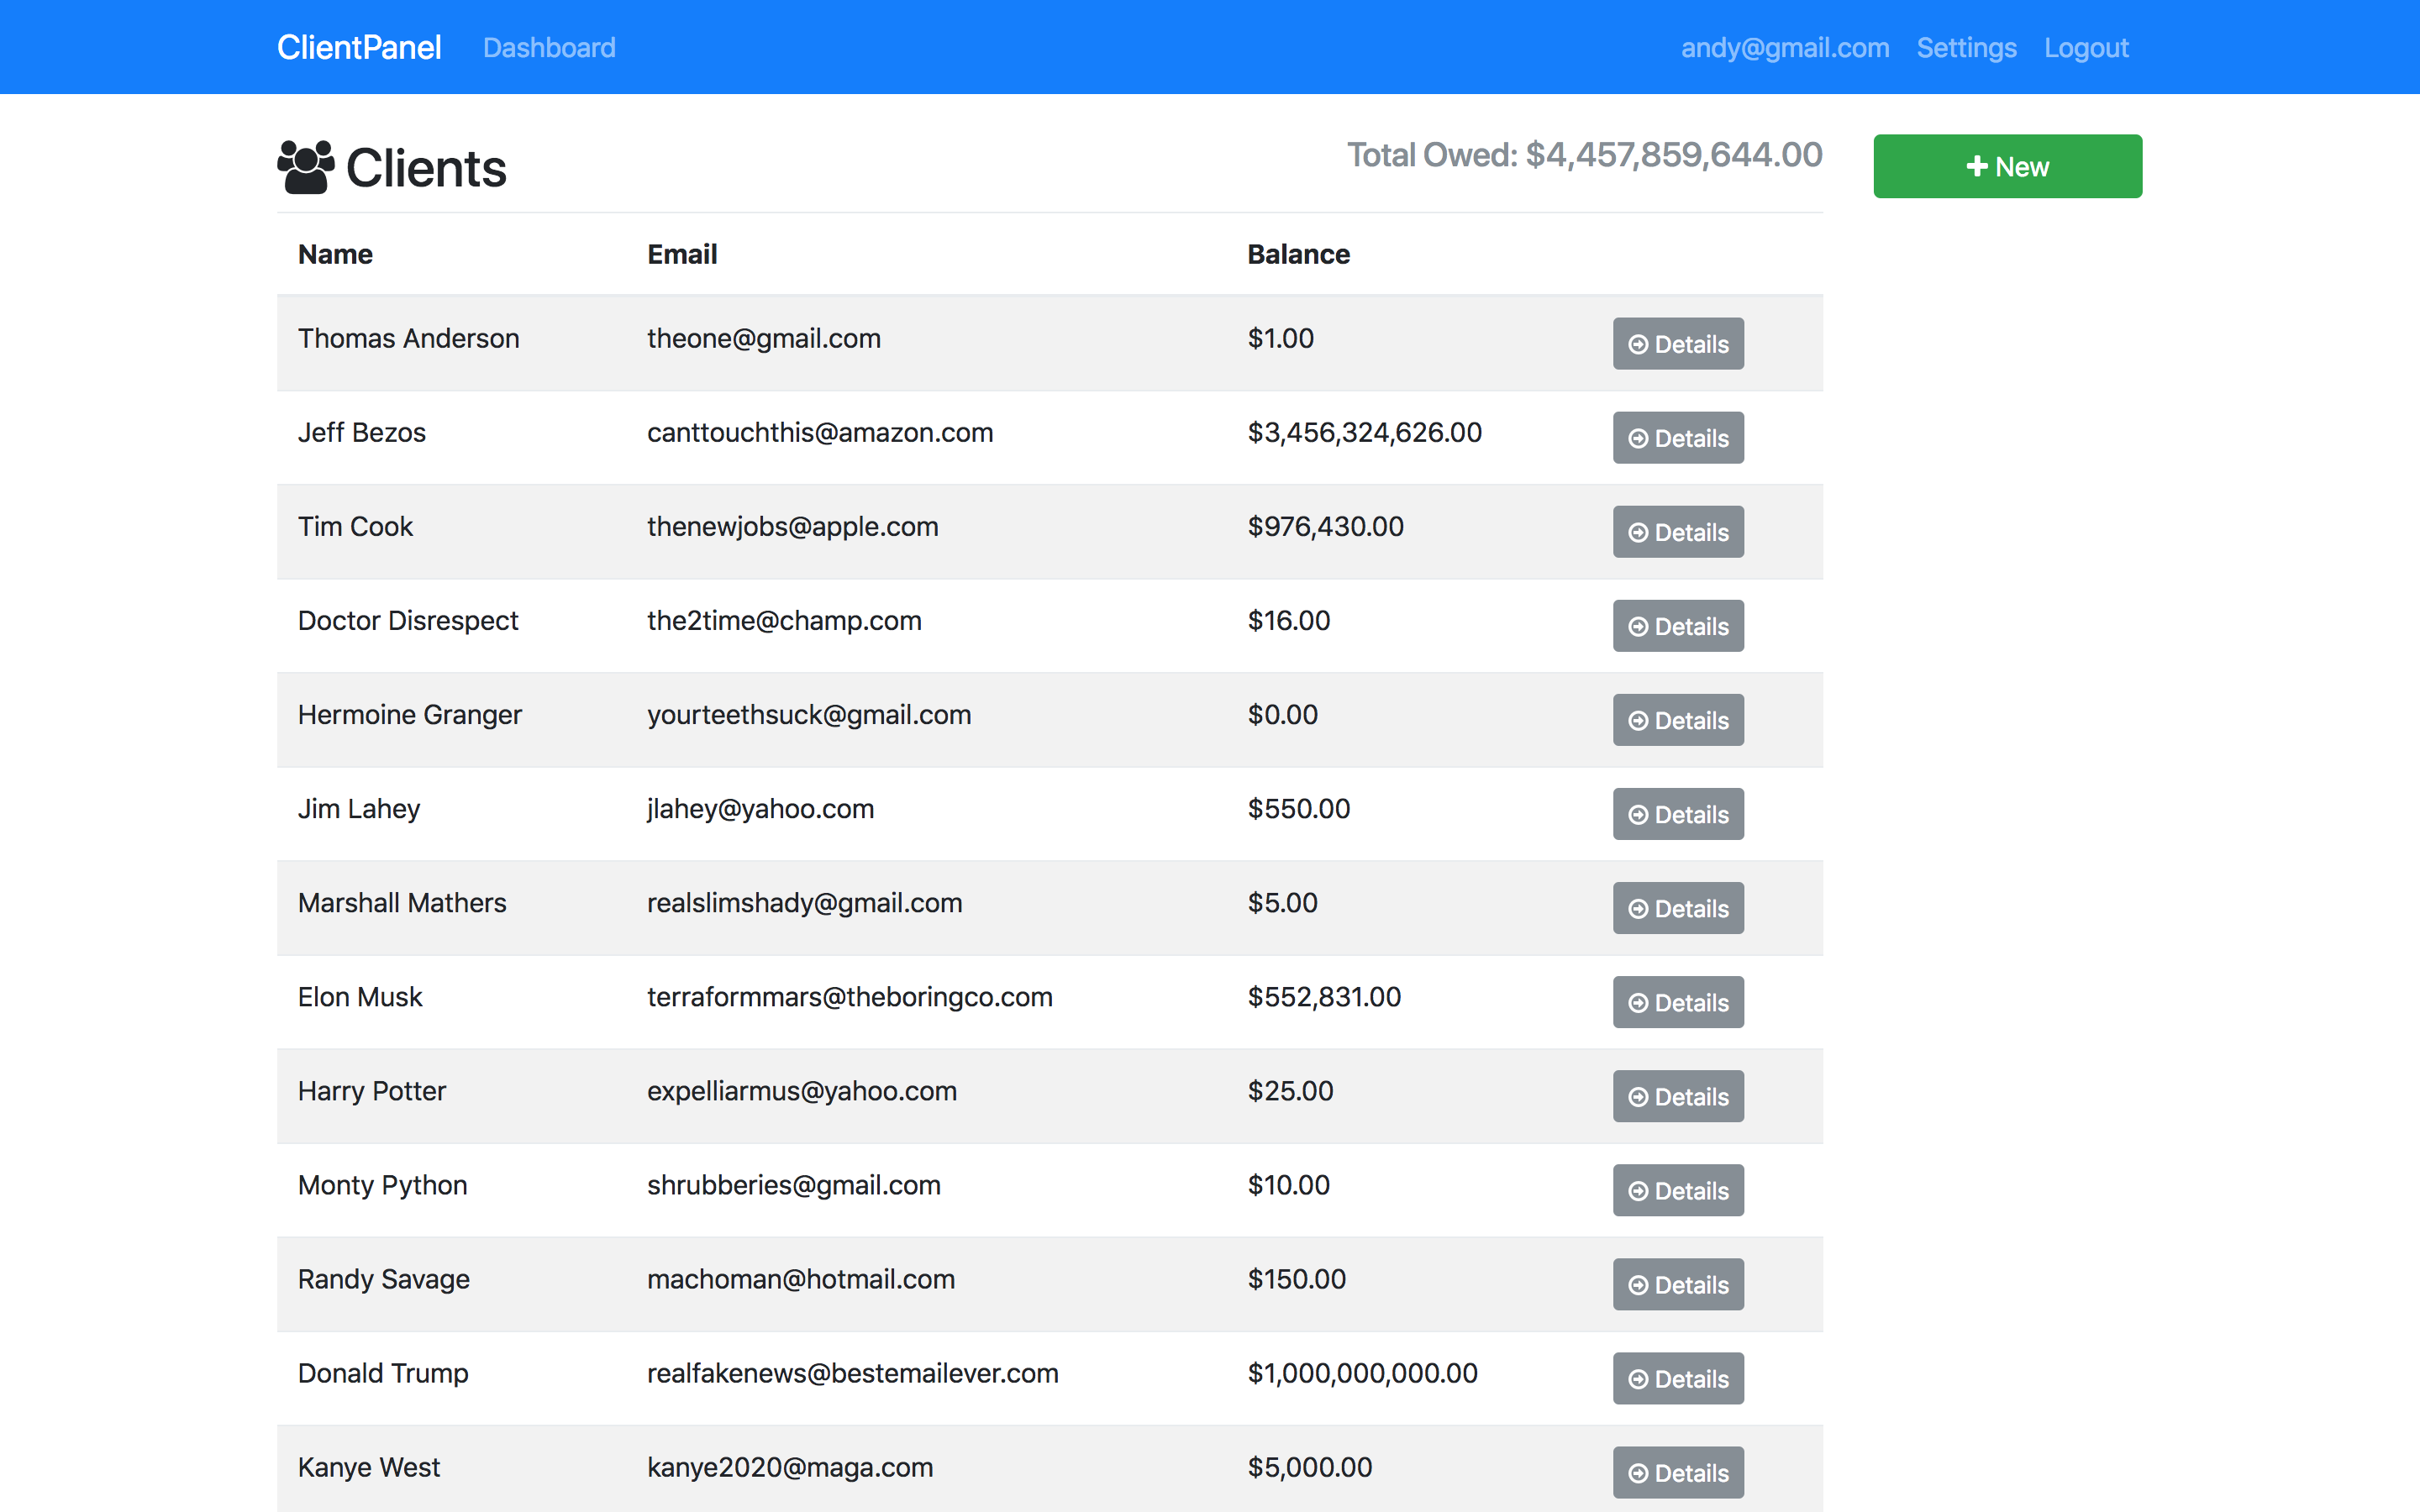 ClientPanel Dashboard andy@gmail.com Settings Logout
Clients Total Owed: $4,457,859,644.00 New
Name Email Balance
Thomas Anderson theone@gmail.com $1.00 Details
Jeff Bezos canttouchthis@amazon.com $3,456,324,626.00 Details
Tim Cook thenewjobs@apple.com $976,430.00 Details
Doctor Disrespect the2time@champ.com $16.00 Details
Hermoine Granger yourteethsuck@gmail.com $0.00 Details
Jim Lahey jlahey@yahoo.com $550.00 Details
Marshall Mathers realslimshady@gmail.com $5.00 Details
Elon Musk terraformmars@theboringco.com $552,831.00 Details
Harry Potter expelliarmus@yahoo.com $25.00 Details
Monty Python shrubberies@gmail.com $10.00 Details
Randy Savage machoman@hotmail.com $150.00 Details
Donald Trump realfakenews@bestemailever.com $1,000,000,000.00 Details
Kanye West kanye2020@maga.com $5,000.00 Details